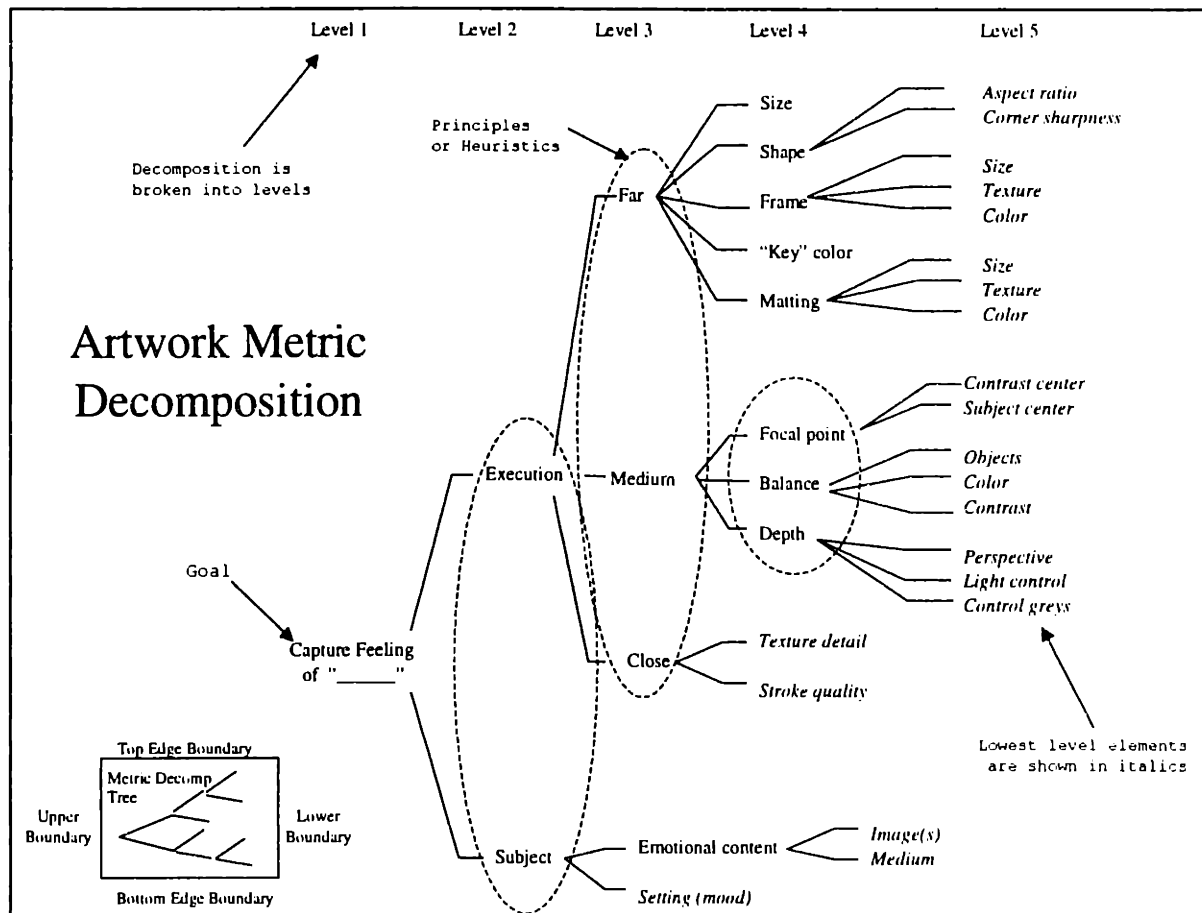 Level 1 Level 2 Level 3 Level 4 Level 5
Decomposition is
broken into levels
Principles
or Heuristics
Artwork Metric
Decomposition
Goal
Capture Feeling
of "______"
Execution
Subject
Far
Medium
Close
Emotional content
Setting (mood)
Size
Shape
Frame
"Key" color
Matting
Focal point
Balance
Depth
Texture detail
Stroke quality
Image(s)
Medium
Aspect ratio
Corner sharpness
Size
Texture
Color
Size
Texture
Color
Contrast center
Subject center
Objects
Color
Contrast
Perspective
Light control
Control greys
Lowest level elements
are shown in italics
Top Edge Boundary
Metric Decomp
Tree
Upper
Boundary
Lower
Boundary
Bottom Edge Boundary